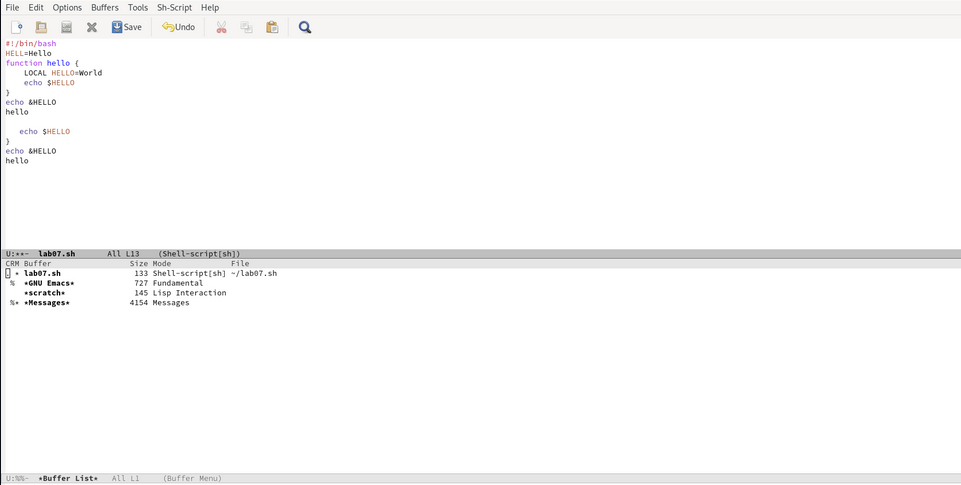 File Edit Options Buffers Tools Sh-Script Help
Save Undo
#!/bin/bash
HELL=Hello
function hello {
    LOCAL HELLO=World
    echo $HELLO
}
echo &HELLO
hello
   echo $HELLO
}
echo &HELLO
hello
U:**- lab07.sh All L13 (Shell-script[sh])
CRM Buffer Size Mode File
. * lab07.sh 133 Shell-script[sh] ~/lab07.sh
% *GNU Emacs* 727 Fundamental
*scratch* 145 Lisp Interaction
%* *Messages* 4154 Messages
U:%%- *Buffer List* All L1 (Buffer Menu)